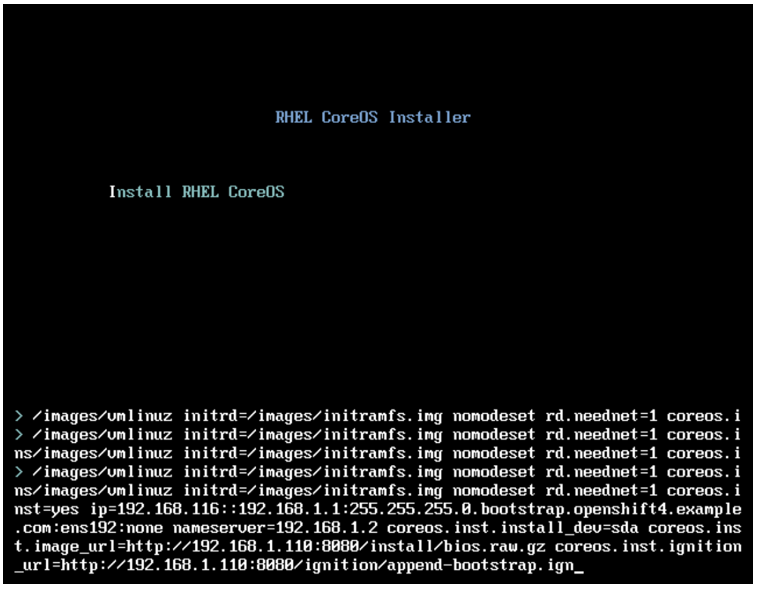 RHEL CoreOS Installer
Install RHEL CoreOS
> /images/vmlinuz initrd=/images/initramfs.img nomodeset rd.neednet=1 coreos.i
> /images/vmlinuz initrd=/images/initramfs.img nomodeset rd.neednet=1 coreos.i
ns/images/vmlinuz initrd=/images/initramfs.img nomodeset rd.neednet=1 coreos.i
> /images/vmlinuz initrd=/images/initramfs.img nomodeset rd.neednet=1 coreos.i
ns/images/vmlinuz initrd=/images/initramfs.img nomodeset rd.neednet=1 coreos.i
nst=yes ip=192.168.116::192.168.1.1:255.255.255.0.bootstrap.openshift4.example
.com:ens192:none nameserver=192.168.1.2 coreos.inst.install_dev=sda coreos.ins
t.image_url=http://192.168.1.110:8080/install/bios.raw.gz coreos.inst.ignition
_url=http://192.168.1.110:8080/ignition/append-bootstrap.ign_